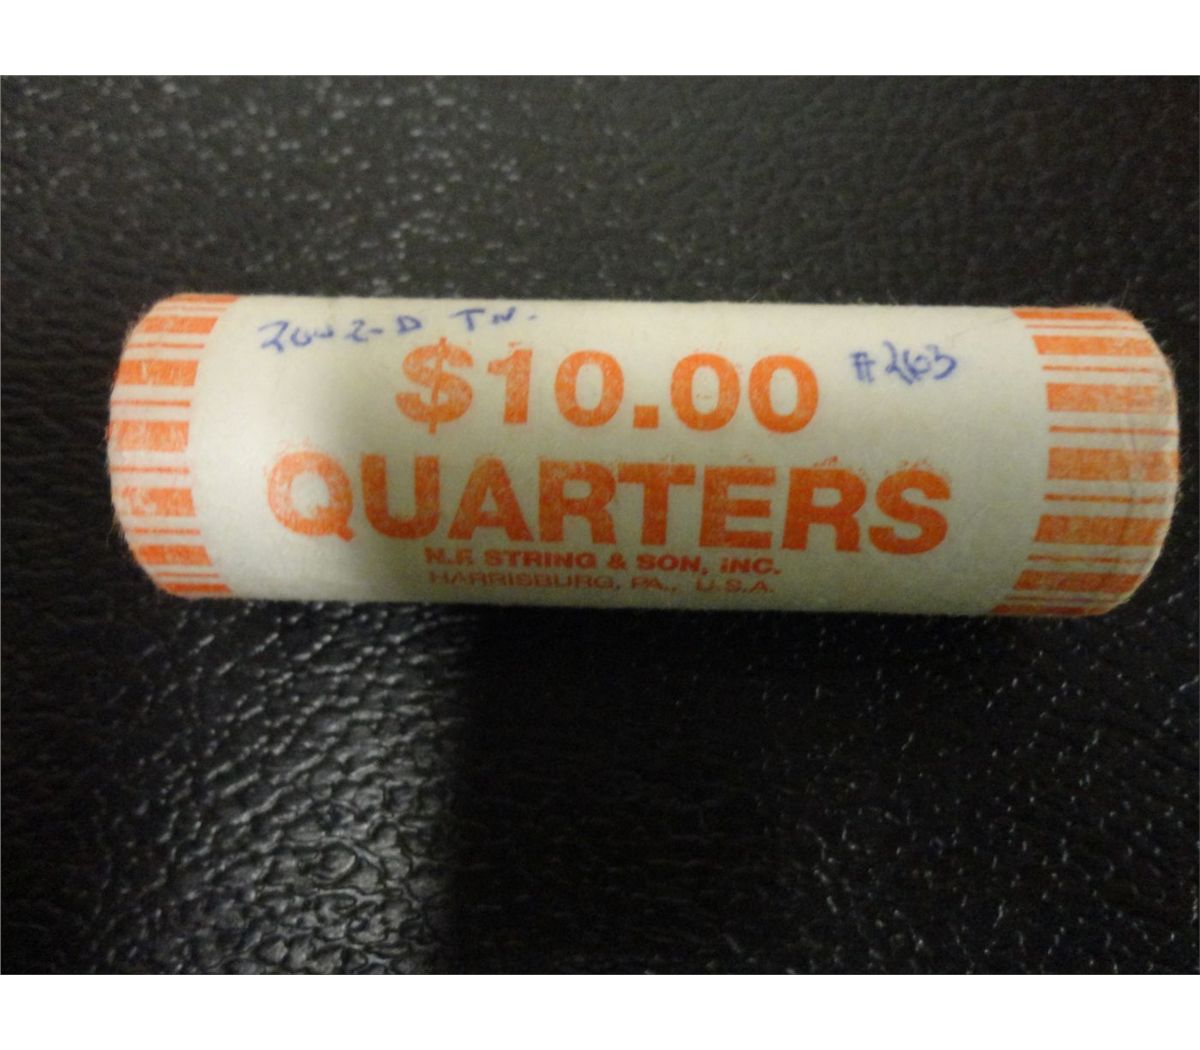 2002-D TN.
$10.00 #263
QUARTERS
N.F. STRING & SON, INC.
HARRISBURG, PA., U.S.A.